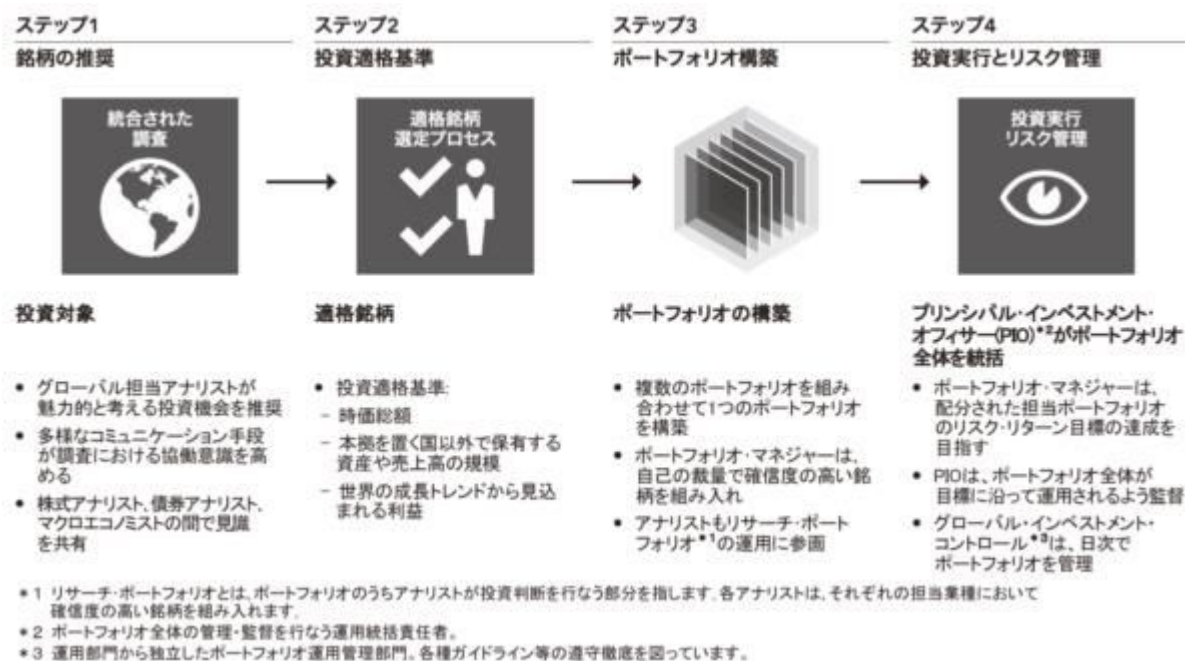 ステップ1
銘柄の推奨
統合された
調査
投資対象
• グローバル担当アナリストが
魅力的と考える投資機会を推奨
• 多様なコミュニケーション手段
が調査における協働意識を高
める
• 株式アナリスト、債券アナリスト、
マクロエコノミストの間で見識
を共有
ステップ2
投資適格基準
適格銘柄
選定プロセス
適格銘柄
• 投資適格基準:
- 時価総額
- 本拠を置く国以外で保有する
資産や売上高の規模
- 世界の成長トレンドから見込
まれる利益
ステップ3
ポートフォリオ構築
ポートフォリオの構築
• 複数のポートフォリオを組み
合わせて1つのポートフォリオ
を構築
• ポートフォリオ・マネジャーは、
自己の裁量で確信度の高い銘
柄を組み入れ
• アナリストもリサーチ・ポート
フォリオ*1の運用に参画
ステップ4
投資実行とリスク管理
投資実行
リスク管理
プリンシパル・インベストメント・
オフィサー(PIO)*2がポートフォリオ
全体を統括
• ポートフォリオ・マネジャーは、
配分された担当ポートフォリオ
のリスク・リターン目標の達成を
目指す
• PIOは、ポートフォリオ全体が
目標に沿って運用されるよう監督
• グローバル・インベストメント・
コントロール*3は、日次で
ポートフォリオを管理
*1 リサーチ・ポートフォリオとは、ポートフォリオのうちアナリストが投資判断を行なう部分を指します。各アナリストは、それぞれの担当業種において
確信度の高い銘柄を組み入れます。
*2 ポートフォリオ全体の管理・監督を行なう運用統括責任者。
*3 運用部門から独立したポートフォリオ運用管理部門。各種ガイドライン等の遵守徹底を図っています。